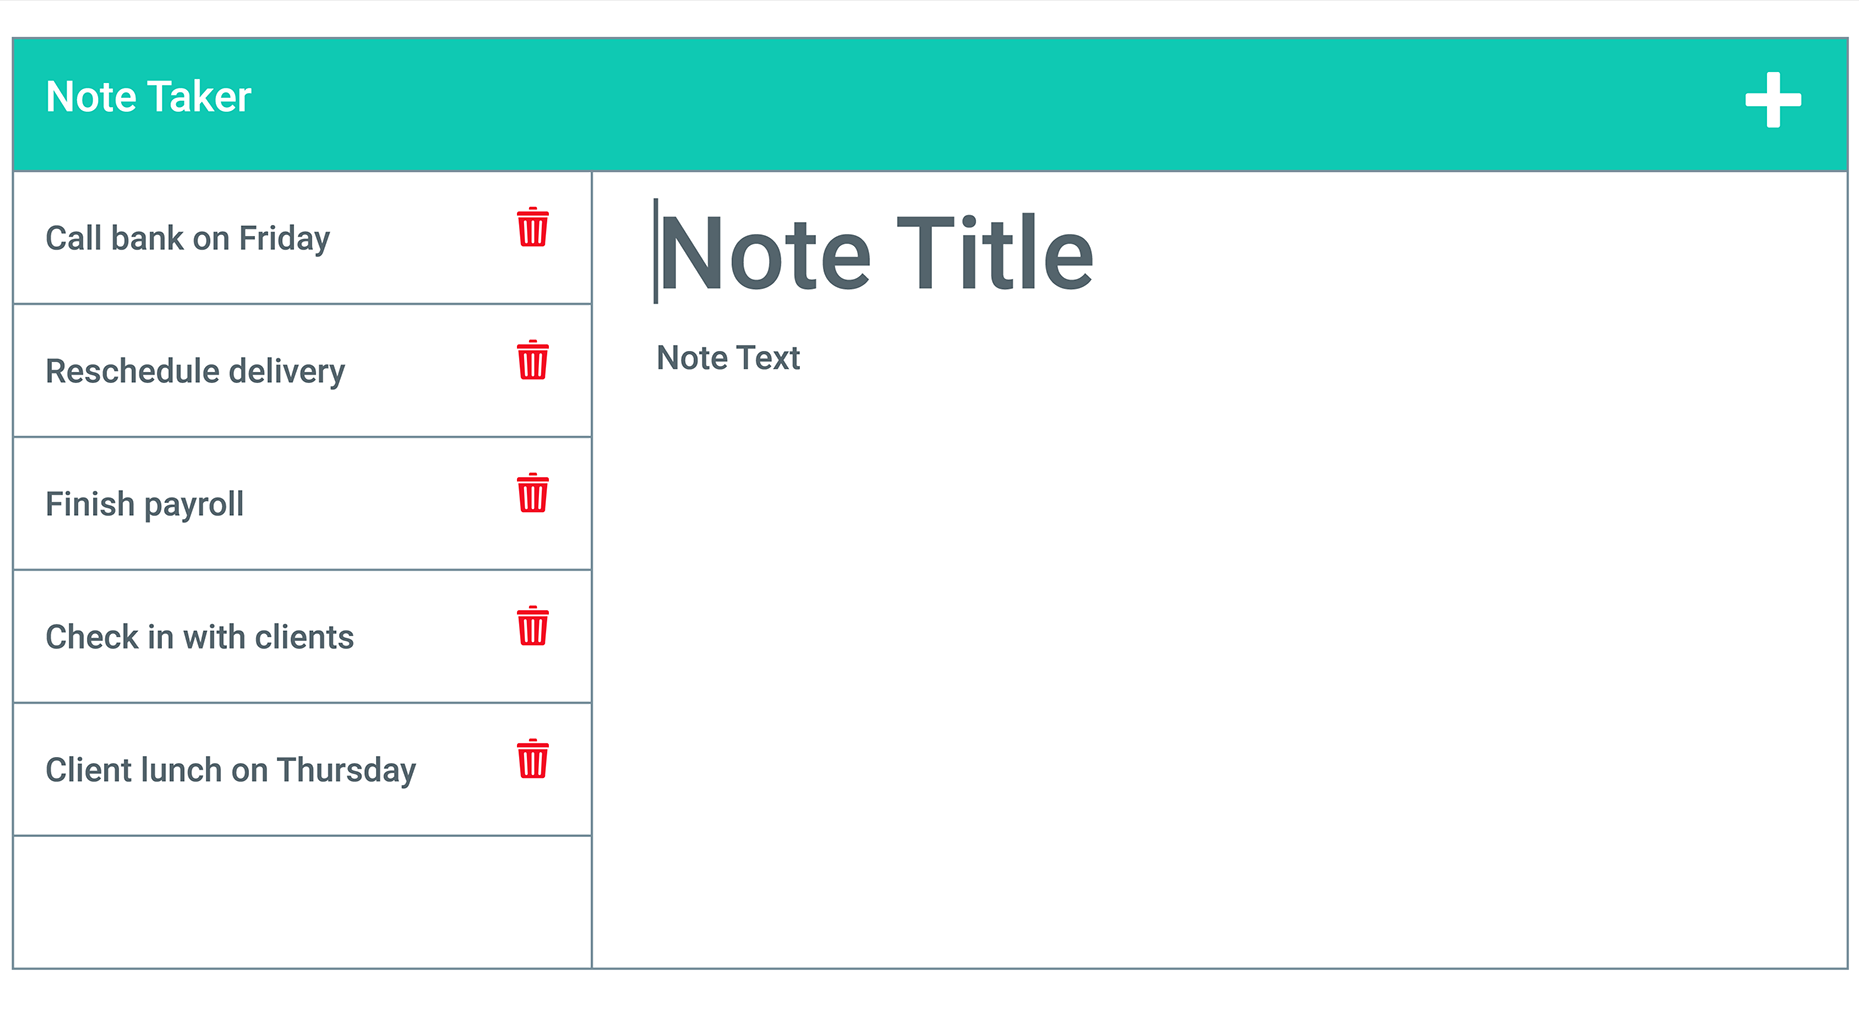 Note Taker
Call bank on Friday
Reschedule delivery
Finish payroll
Check in with clients
Client lunch on Thursday
Note Title
Note Text